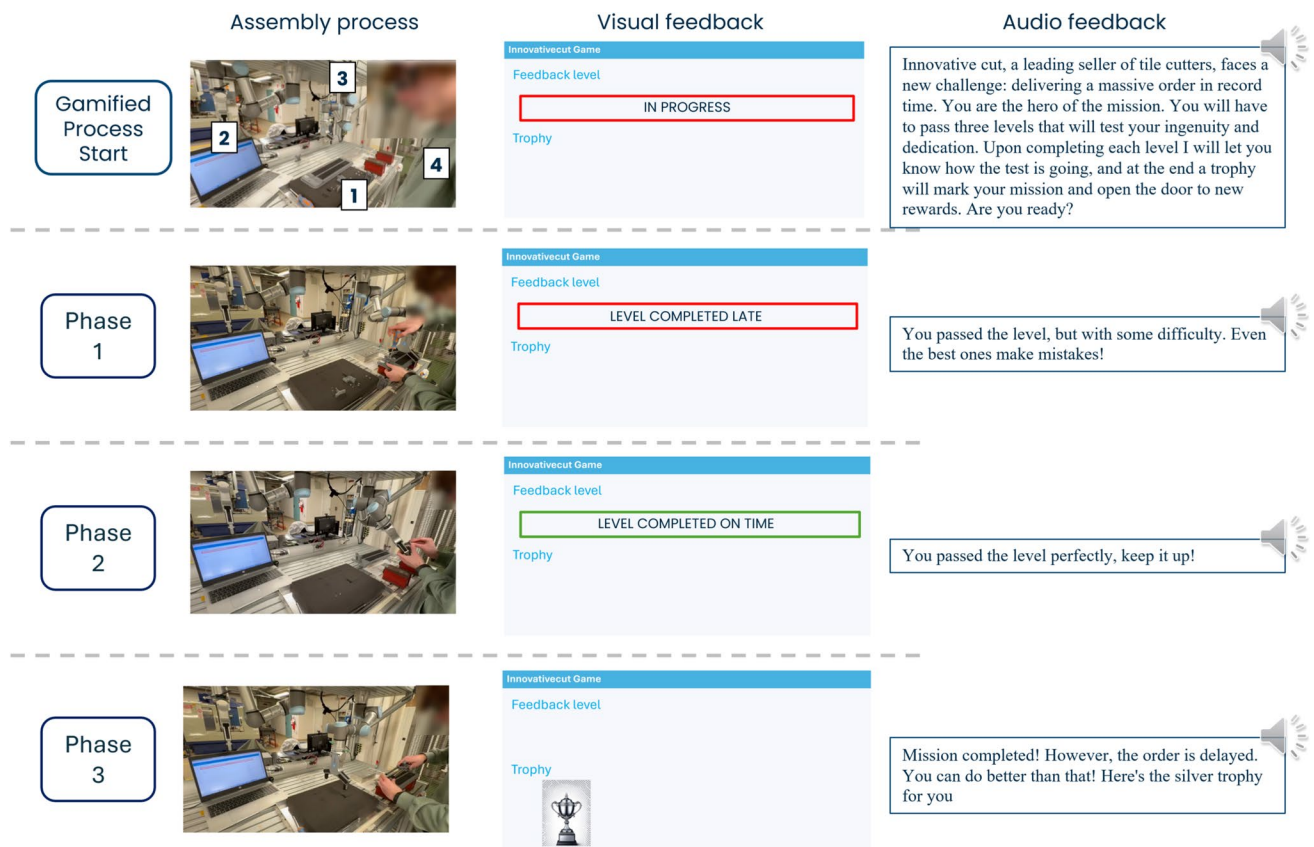 Assembly process
Visual feedback
Audio feedback
Gamified
Process
Start
3
2
4
1
Innovativecut Game
Feedback level
IN PROGRESS
Trophy
Innovative cut, a leading seller of tile cutters, faces a
new challenge: delivering a massive order in record
time. You are the hero of the mission. You will have
to pass three levels that will test your ingenuity and
dedication. Upon completing each level I will let you
know how the test is going, and at the end a trophy
will mark your mission and open the door to new
rewards. Are you ready?
Phase
1
Innovativecut Game
Feedback level
LEVEL COMPLETED LATE
Trophy
You passed the level, but with some difficulty. Even
the best ones make mistakes!
Phase
2
Innovativecut Game
Feedback level
LEVEL COMPLETED ON TIME
Trophy
You passed the level perfectly, keep it up!
Phase
3
Innovativecut Game
Feedback level
Trophy
Mission completed! However, the order is delayed.
You can do better than that! Here's the silver trophy
for you